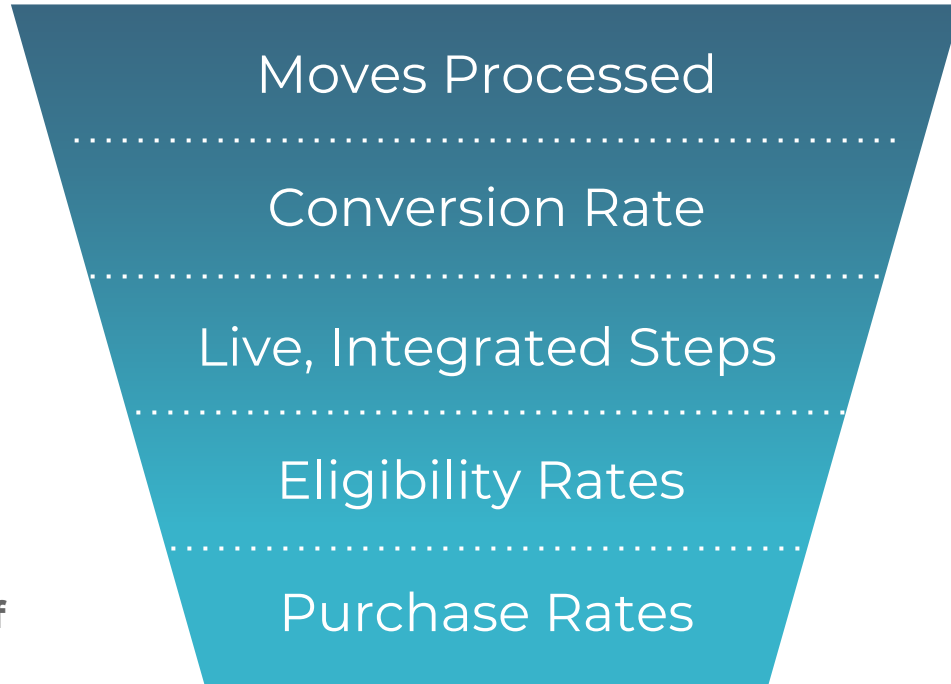 Moves Processed
Conversion Rate
Live, Integrated Steps
Eligibility Rates
f
Purchase Rates